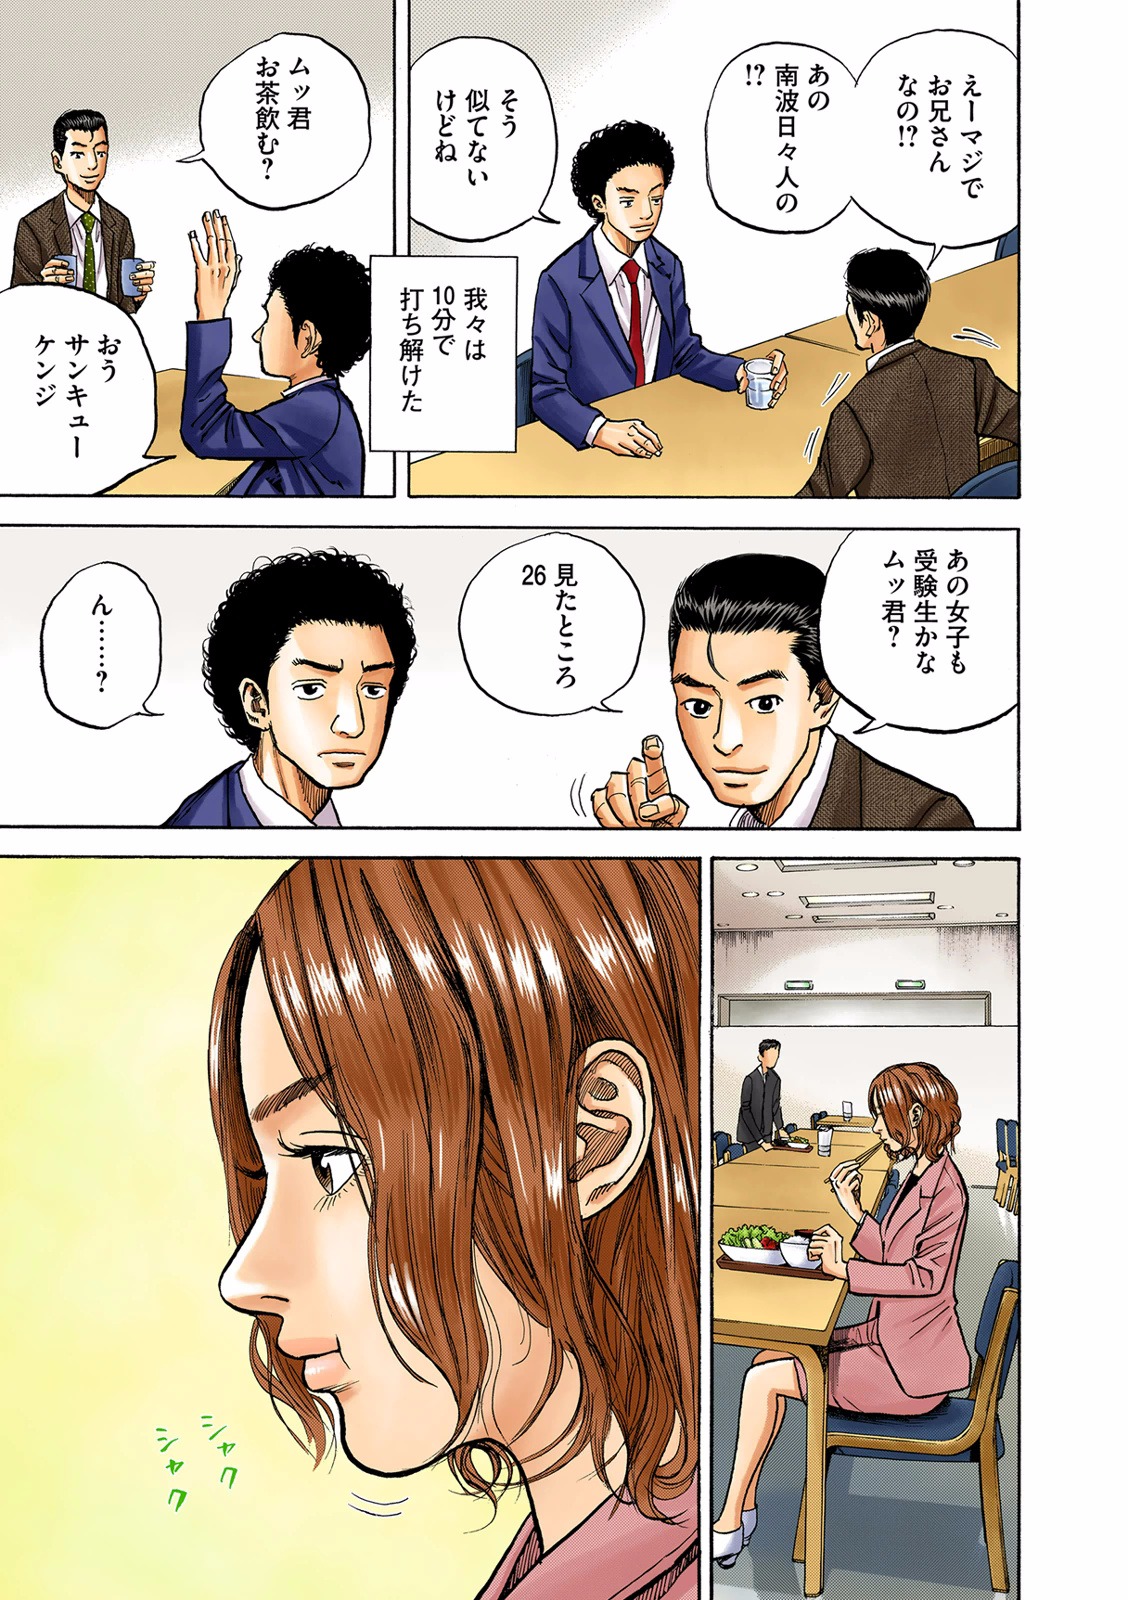 えーマジで
お兄さん
なの!?
あの
南波日々人の
!?
そう
似てない
けどね
我々は
10分で
打ち解けた
ムッ君
お茶飲む?
おう
サンキュー
ケンジ
あの女子も
受験生かな
ムッ君?
見たところ
26
ん……?
シャク
シャク